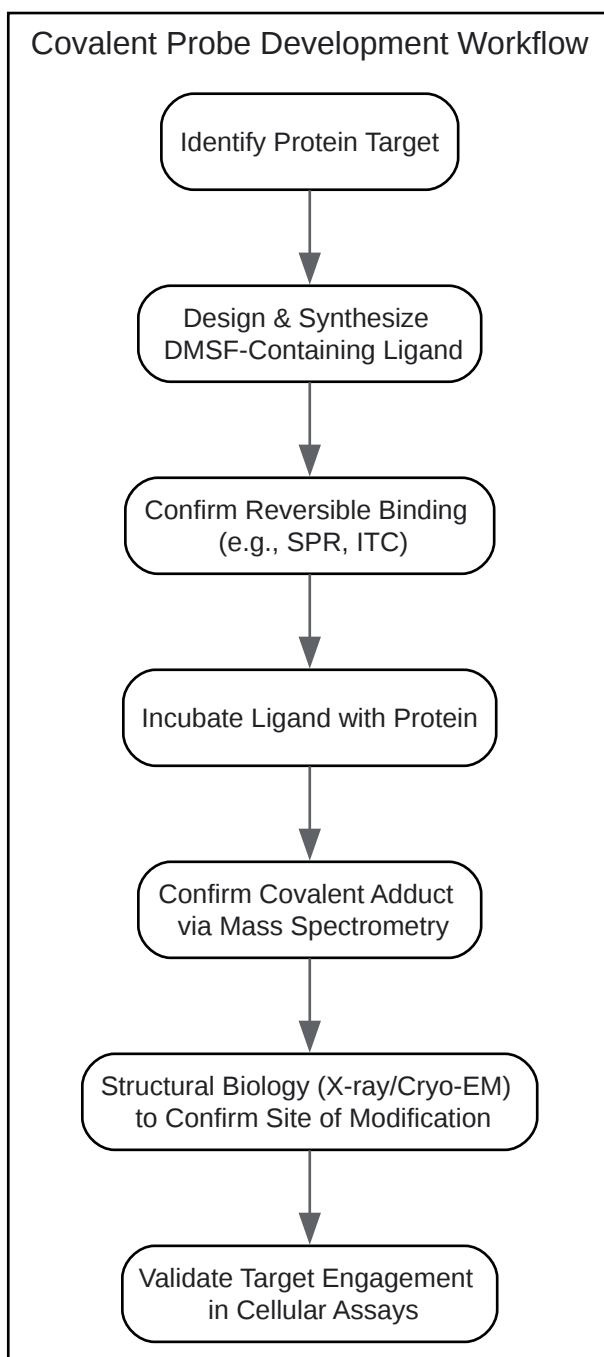 Covalent Probe Development Workflow
Identify Protein Target
Design & Synthesize
DMSF-Containing Ligand
Confirm Reversible Binding
(e.g., SPR, ITC)
Incubate Ligand with Protein
Confirm Covalent Adduct
via Mass Spectrometry
Structural Biology (X-ray/Cryo-EM)
to Confirm Site of Modification
Validate Target Engagement
in Cellular Assays